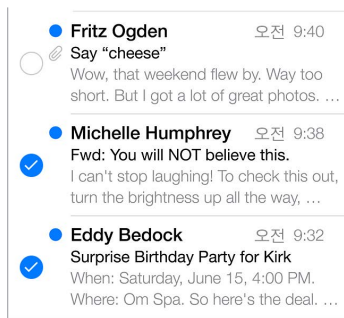 Fritz Ogden 오전 9:40
Say “cheese”
Wow, that weekend flew by. Way too
short. But I got a lot of great photos. …
Michelle Humphrey 오전 9:38
Fwd: You will NOT believe this.
I can't stop laughing! To check this out,
turn the brightness up all the way, …
Eddy Bedock 오전 9:32
Surprise Birthday Party for Kirk
When: Saturday, June 15, 4:00 PM.
Where: Om Spa. So here's the deal. …